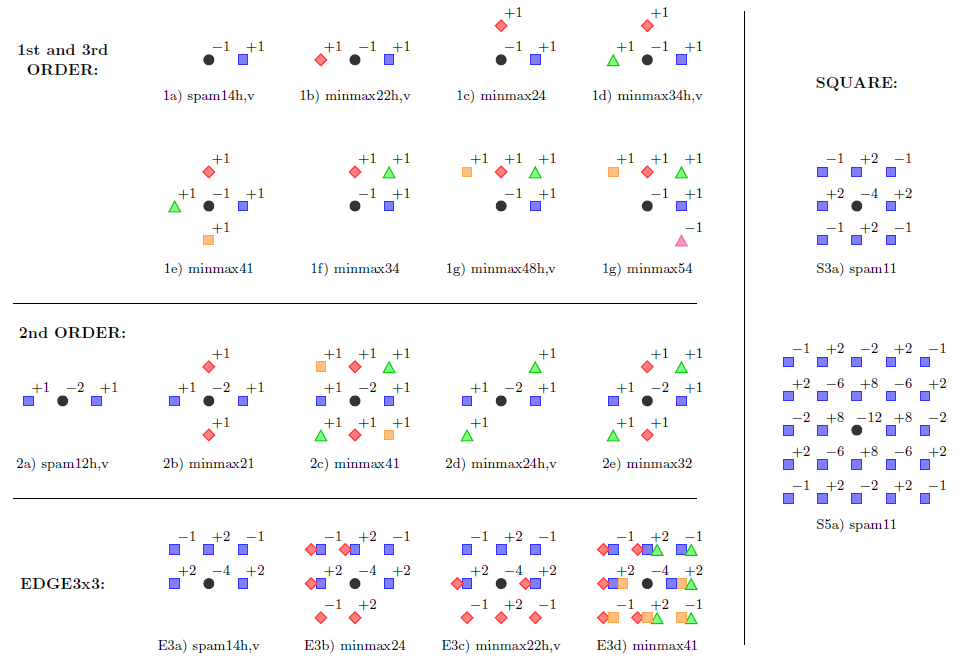 1st and 3rd
ORDER:
−1 +1
1a) spam14h,v
+1 −1 +1
1b) minmax22h,v
+1
−1 +1
1c) minmax24
+1
+1 −1 +1
1d) minmax34h,v
+1
+1 −1 +1
+1
1e) minmax41
+1 +1
−1 +1
1f) minmax34
+1 +1 +1
−1 +1
1g) minmax48h,v
+1 +1 +1
−1 +1
−1
1g) minmax54
2nd ORDER:
+1 −2 +1
2a) spam12h,v
+1
+1 −2 +1
+1
2b) minmax21
+1 +1 +1
+1 −2 +1
+1 +1 +1
2c) minmax41
+1
+1 −2 +1
+1
2d) minmax24h,v
+1 +1
+1 −2 +1
+1 +1
2e) minmax32
EDGE3x3:
−1 +2 −1
+2 −4 +2
E3a) spam14h,v
−1 +2 −1
+2 −4
−1 +2
E3b) minmax24
−1 +2 −1
+2 −4 +2
−1 +2 −1
E3c) minmax22h,v
−1 +2 −1
+2 −4 +2
−1 +2 −1
E3d) minmax41
SQUARE:
−1 +2 −1
+2 −4 +2
−1 +2 −1
S3a) spam11
−1 +2 −2 +2 −1
+2 −6 +8 −6 +2
−2 +8 −12 +8 −2
+2 −6 +8 −6 +2
−1 +2 −2 +2 −1
S5a) spam11